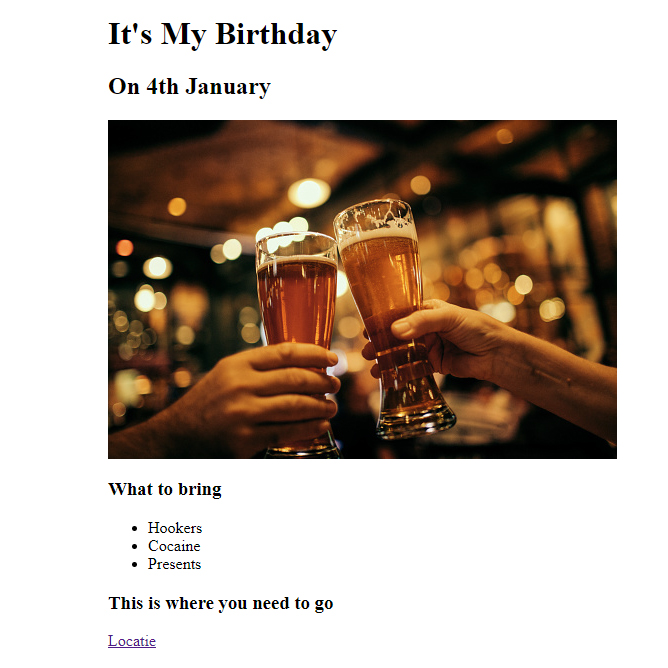 It's My Birthday
On 4th January
What to bring
Hookers
Cocaine
Presents
This is where you need to go
Locatie